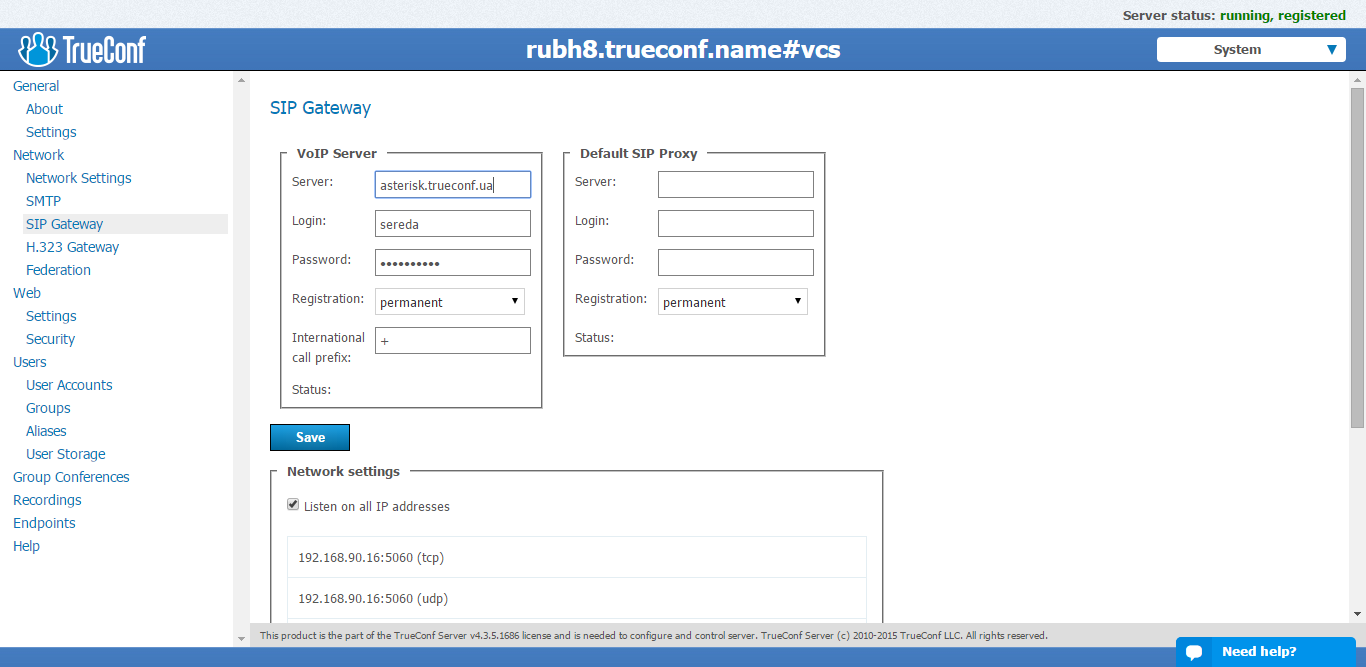 Server status: running, registered
TrueConf
rubh8.trueconf.name#vcs
System
General
About
Settings
Network
Network Settings
SMTP
SIP Gateway
H.323 Gateway
Federation
Web
Settings
Security
Users
User Accounts
Groups
Aliases
User Storage
Group Conferences
Recordings
Endpoints
Help
SIP Gateway
VoIP Server
Server: asterisk.trueconf.ua
Login: sereda
Password: ••••••••••
Registration: permanent
International
call prefix: +
Status:
Default SIP Proxy
Server:
Login:
Password:
Registration: permanent
Status:
Save
Network settings
Listen on all IP addresses
192.168.90.16:5060 (tcp)
192.168.90.16:5060 (udp)
This product is the part of the TrueConf Server v4.3.5.1686 license and is needed to configure and control server. TrueConf Server (c) 2010-2015 TrueConf LLC. All rights reserved.
Need help?